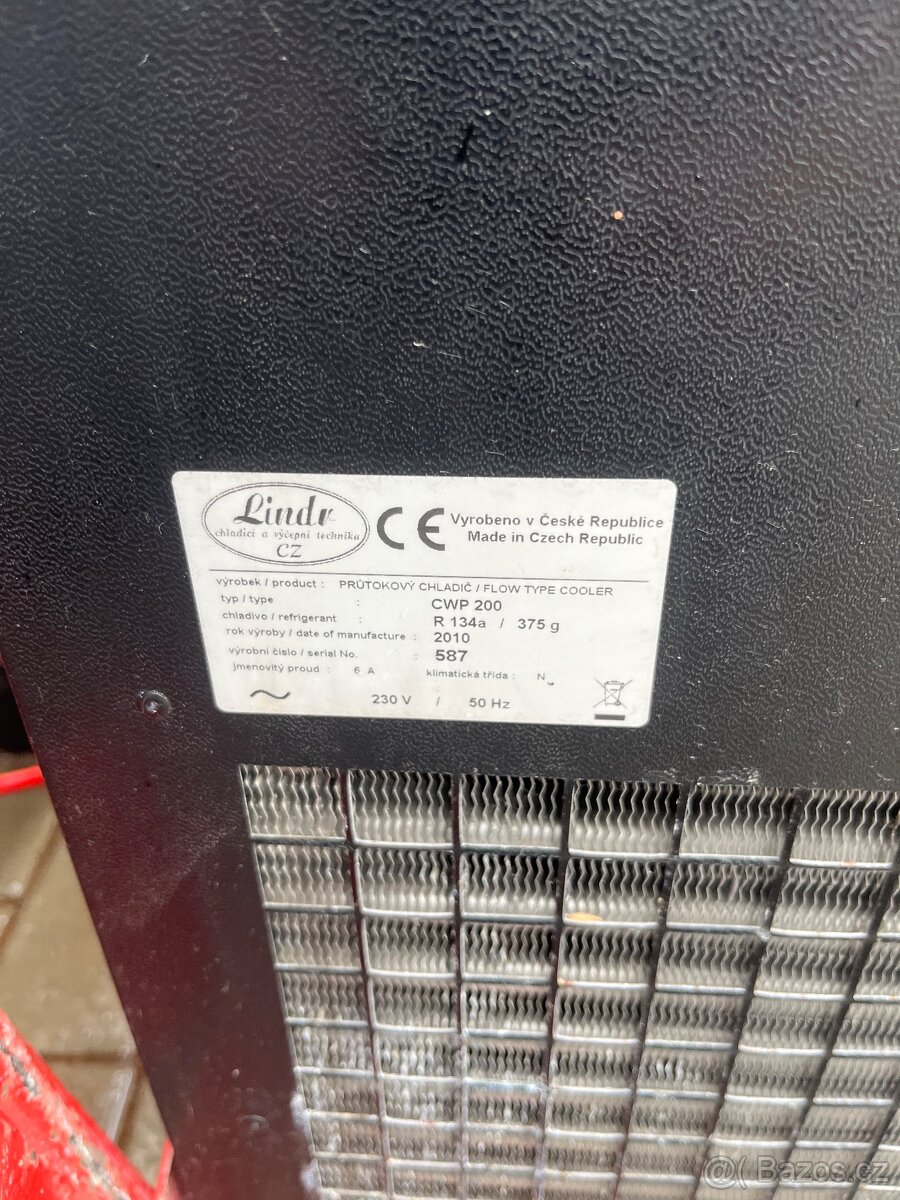 Lindr
chladicí a výčepní technika
CZ
CE
Vyrobeno v České Republice
Made in Czech Republic
výrobek / product : PRŮTOKOVÝ CHLADIČ / FLOW TYPE COOLER
typ / type : CWP 200
chladivo / refrigerant : R 134a / 375 g
rok výroby / date of manufacture : 2010
výrobní číslo / serial No. : 587
jmenovitý proud : 6 A klimatická třída : N
~ 230 V / 50 Hz
@ Bazos.cz